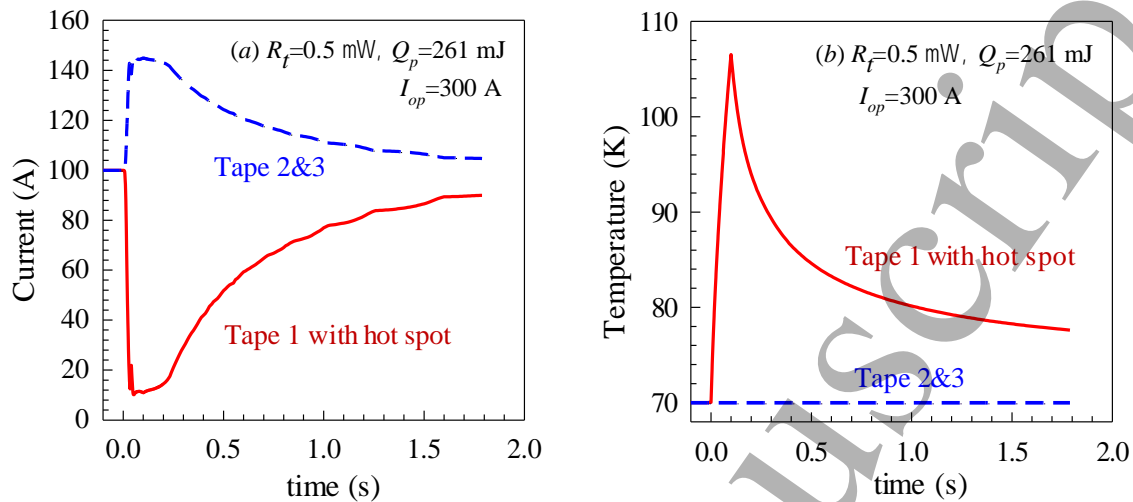 (a) Rt=0.5 mW, Qp=261 mJ
Iop=300 A
160
140
120
100
80
60
40
20
0
Current (A)
Tape 2&3
Tape 1 with hot spot
0.0 0.5 1.0 1.5 2.0
time (s)
(b) Rt=0.5 mW, Qp=261 mJ
Iop=300 A
110
100
90
80
70
Temperature (K)
Tape 1 with hot spot
Tape 2&3
0.0 0.5 1.0 1.5 2.0
time (s)
uscrip